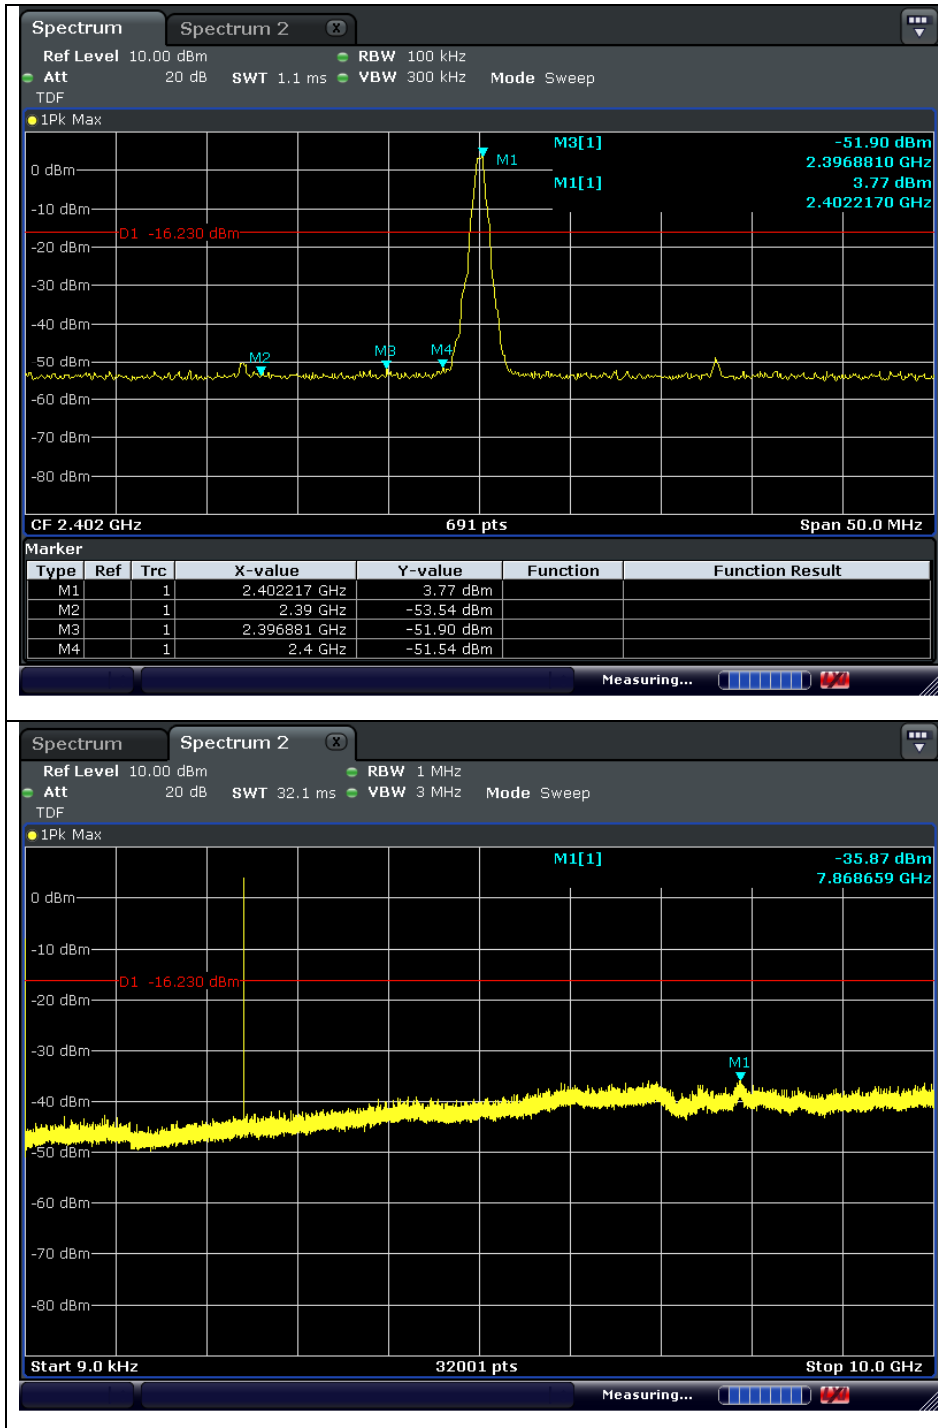 Spectrum Spectrum 2 X
Ref Level 10.00 dBm RBW 100 kHz
Att 20 dB SWT 1.1 ms VBW 300 kHz Mode Sweep
TDF
1Pk Max
M3[1] -51.90 dBm
2.3968810 GHz
M1[1] 3.77 dBm
2.4022170 GHz
M1
0 dBm
-10 dBm
D1 -16.230 dBm
-20 dBm
-30 dBm
-40 dBm
M2 M3 M4
-50 dBm
-60 dBm
-70 dBm
-80 dBm
CF 2.402 GHz 691 pts Span 50.0 MHz
Marker
Type Ref Trc X-value Y-value Function Function Result
M1 1 2.402217 GHz 3.77 dBm
M2 1 2.39 GHz -53.54 dBm
M3 1 2.396881 GHz -51.90 dBm
M4 1 2.4 GHz -51.54 dBm
Measuring...
Spectrum Spectrum 2 X
Ref Level 10.00 dBm RBW 1 MHz
Att 20 dB SWT 32.1 ms VBW 3 MHz Mode Sweep
TDF
1Pk Max
M1[1] -35.87 dBm
7.868659 GHz
0 dBm
-10 dBm
D1 -16.230 dBm
-20 dBm
-30 dBm
M1
-40 dBm
-50 dBm
-60 dBm
-70 dBm
-80 dBm
Start 9.0 kHz 32001 pts Stop 10.0 GHz
Measuring...